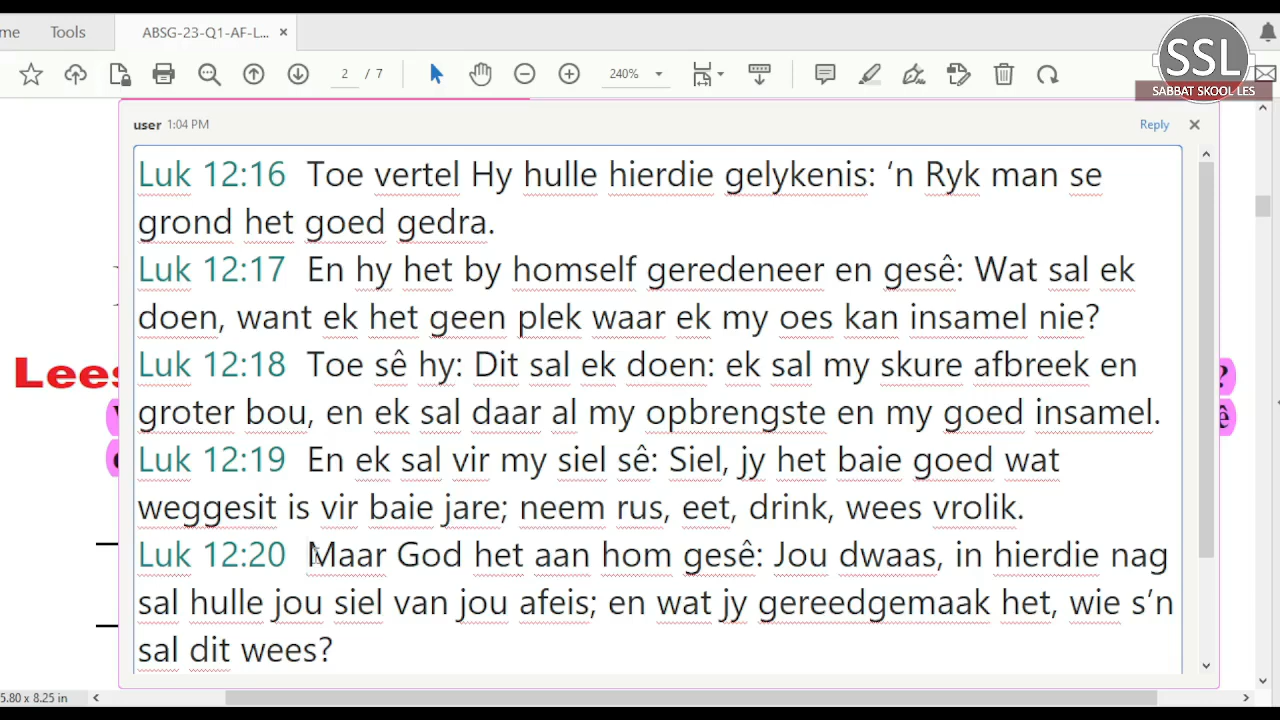 me Tools ABSG-23-Q1-AF-L... ×
SSL
SABBAT SKOOL LES
2 / 7 240%
user 1:04 PM Reply
Luk 12:16 Toe vertel Hy hulle hierdie gelykenis: ‘n Ryk man se
grond het goed gedra.
Luk 12:17 En hy het by homself geredeneer en gesê: Wat sal ek
doen, want ek het geen plek waar ek my oes kan insamel nie?
Luk 12:18 Toe sê hy: Dit sal ek doen: ek sal my skure afbreek en
groter bou, en ek sal daar al my opbrengste en my goed insamel.
Luk 12:19 En ek sal vir my siel sê: Siel, jy het baie goed wat
weggesit is vir baie jare; neem rus, eet, drink, wees vrolik.
Luk 12:20 Maar God het aan hom gesê: Jou dwaas, in hierdie nag
sal hulle jou siel van jou afeis; en wat jy gereedgemaak het, wie s’n
sal dit wees?
Lees
?
ê
5.80 x 8.25 in